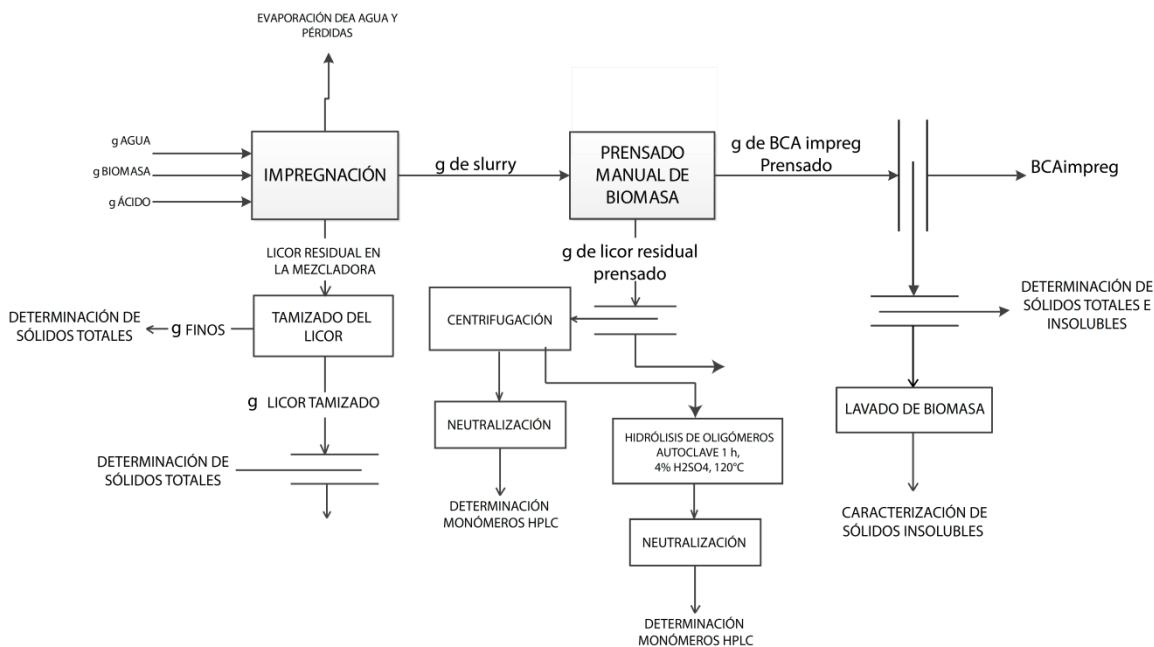 EVAPORACIÓN DEA AGUA Y
PÉRDIDAS
g AGUA
g BIOMASA
g ÁCIDO
IMPREGNACIÓN
g de slurry
PRENSADO
MANUAL DE
BIOMASA
g de BCA impreg
Prensado
BCAimpreg
LICOR RESIDUAL EN
LA MEZCLADORA
g de licor residual
prensado
DETERMINACIÓN DE
SÓLIDOS TOTALES
g FINOS
TAMIZADO DEL
LICOR
CENTRIFUGACIÓN
DETERMINACIÓN DE
SÓLIDOS TOTALES E
INSOLUBLES
g LICOR TAMIZADO
NEUTRALIZACIÓN
LAVADO DE BIOMASA
HIDRÓLISIS DE OLIGÓMEROS
AUTOCLAVE 1 h,
4% H2SO4, 120°C
DETERMINACIÓN DE
SÓLIDOS TOTALES
DETERMINACIÓN
MONÓMEROS HPLC
CARACTERIZACIÓN DE
SÓLIDOS INSOLUBLES
NEUTRALIZACIÓN
DETERMINACIÓN
MONÓMEROS HPLC